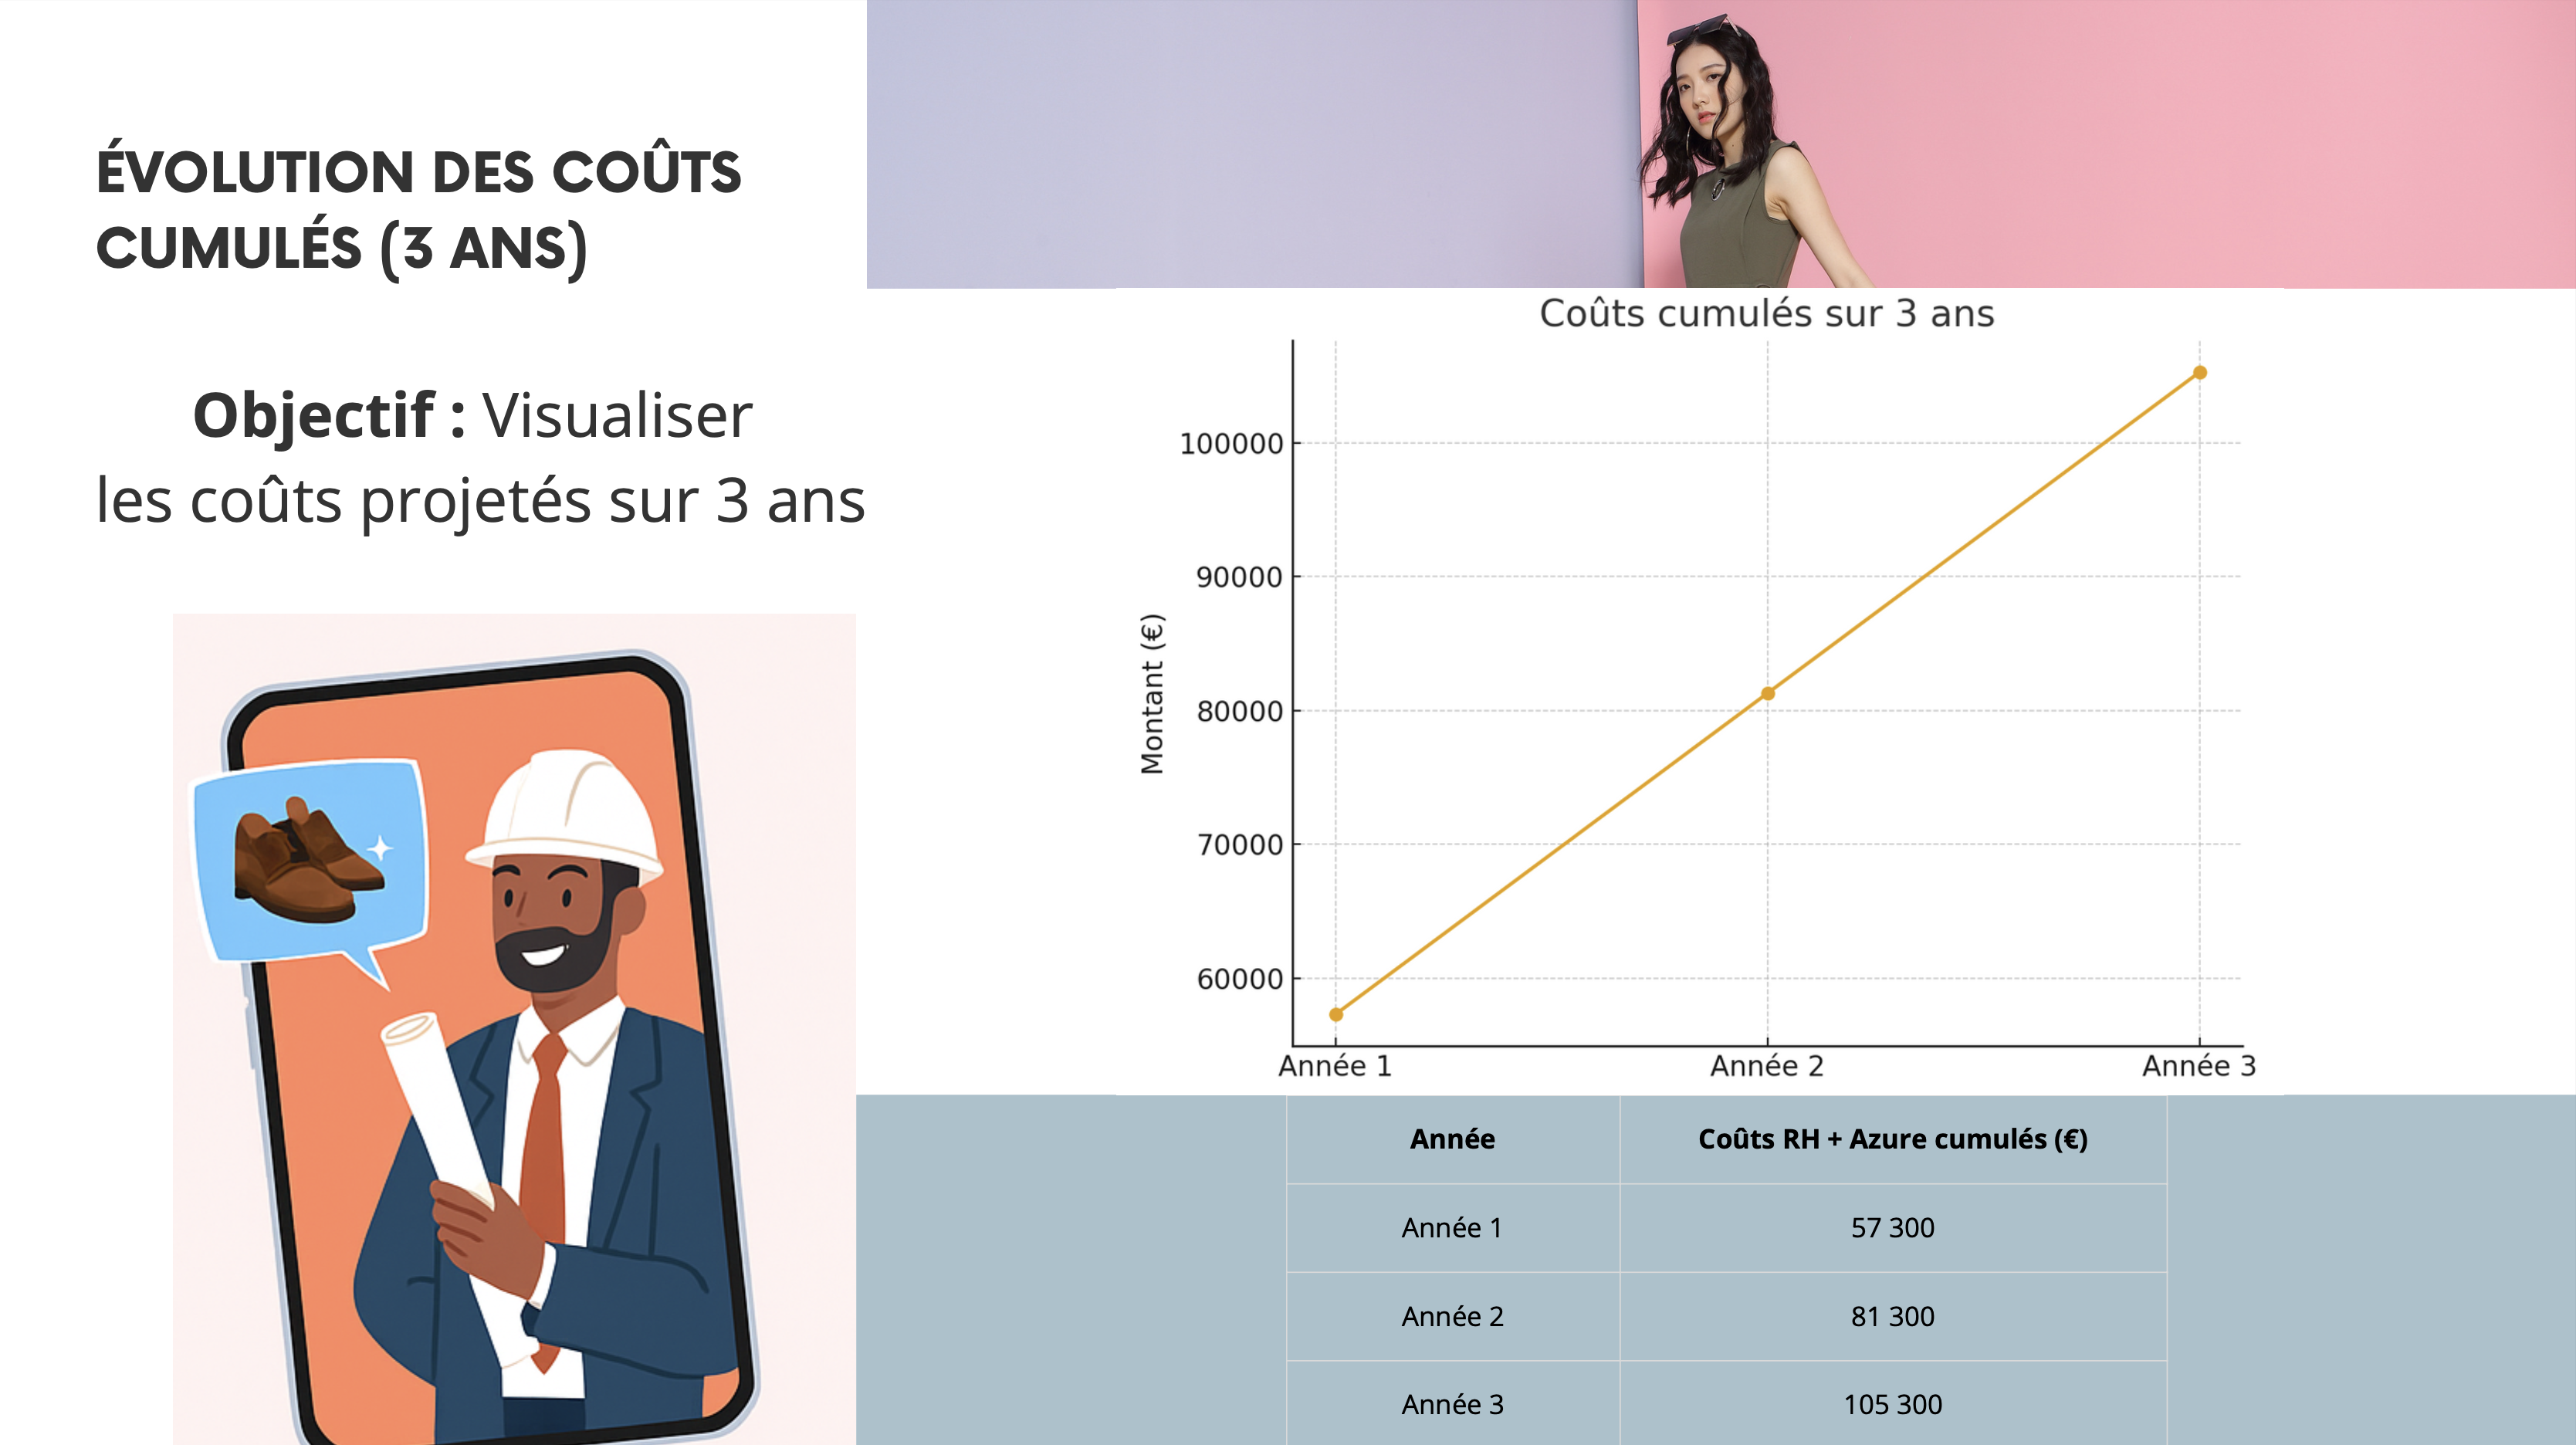 ÉVOLUTION DES COÛTS
CUMULÉS (3 ANS)
Objectif : Visualiser
les coûts projetés sur 3 ans
Coûts cumulés sur 3 ans
Montant (€)
100000
90000
80000
70000
60000
Année 1 Année 2 Année 3
Année Coûts RH + Azure cumulés (€)
Année 1 57 300
Année 2 81 300
Année 3 105 300